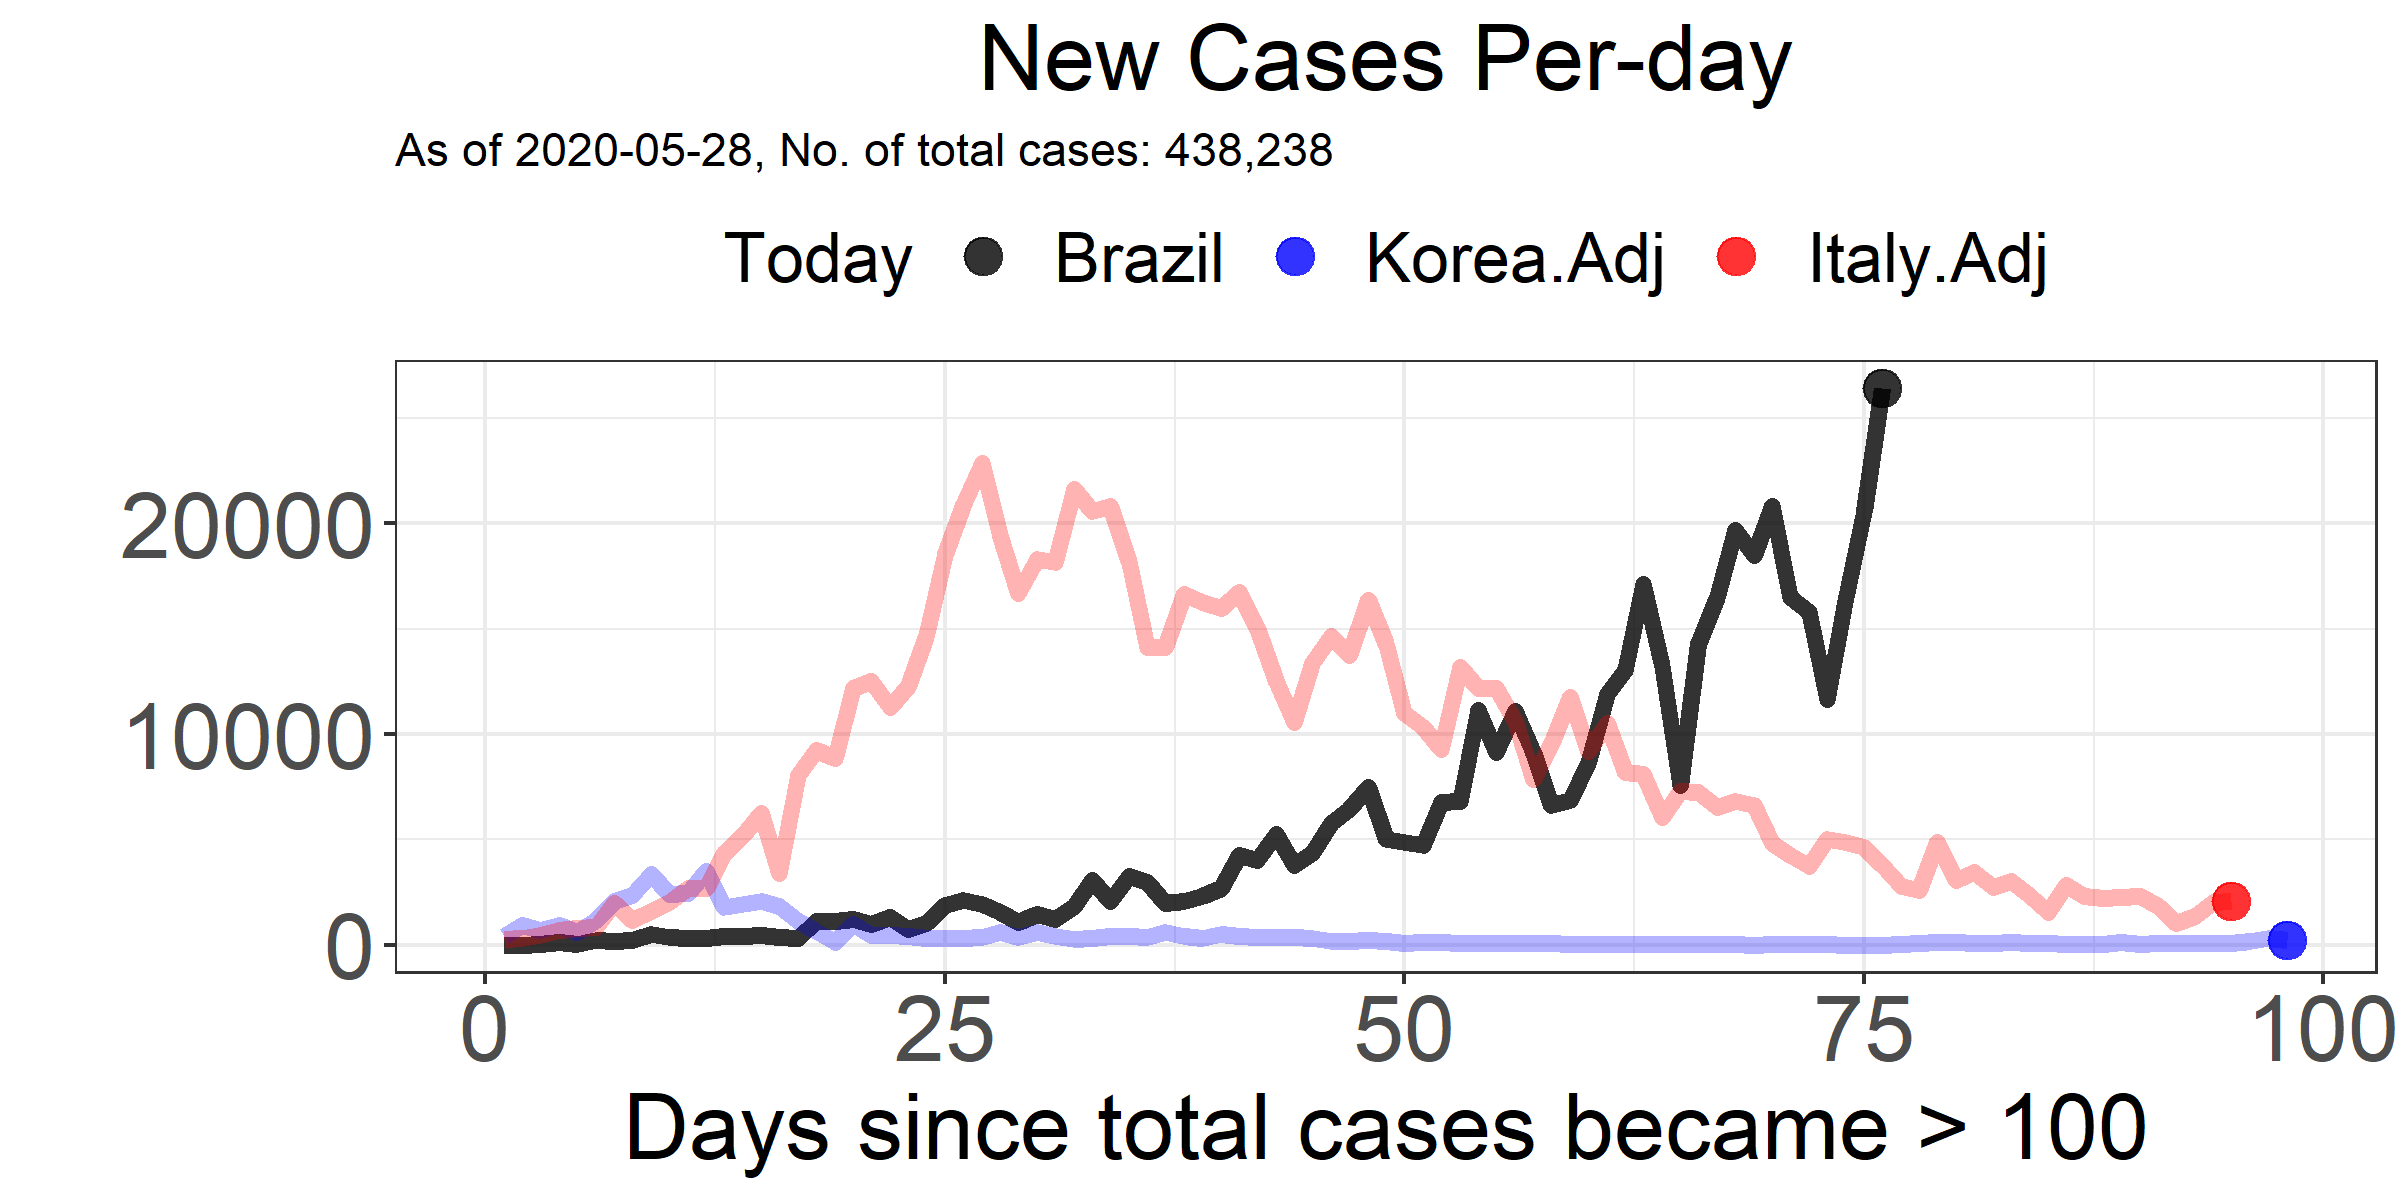 New Cases Per-day
As of 2020-05-28, No. of total cases: 438,238
Today Brazil Korea.Adj Italy.Adj
20000
10000
0
0 25 50 75 100
Days since total cases became > 100